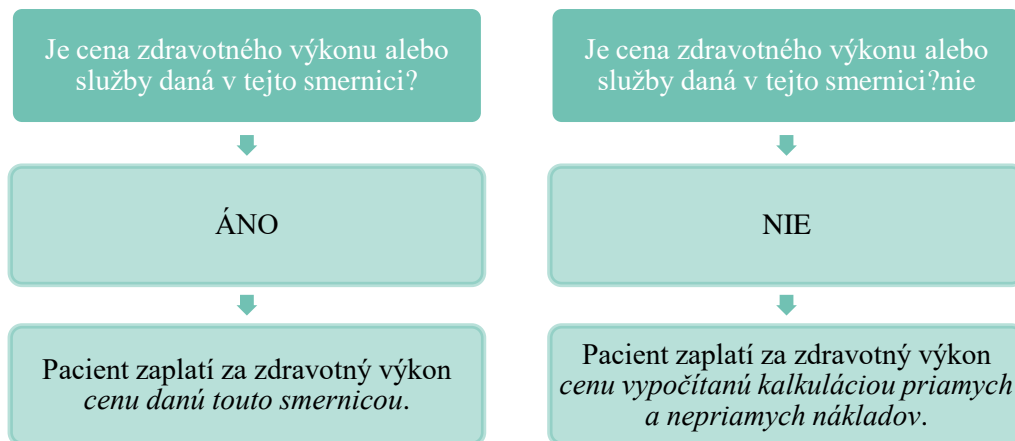 Je cena zdravotného výkonu alebo
služby daná v tejto smernici?
ÁNO
Pacient zaplatí za zdravotný výkon
cenu danú touto smernicou.
Je cena zdravotného výkonu alebo
služby daná v tejto smernici?nie
NIE
Pacient zaplatí za zdravotný výkon
cenu vypočítanú kalkuláciou priamych
a nepriamych nákladov.